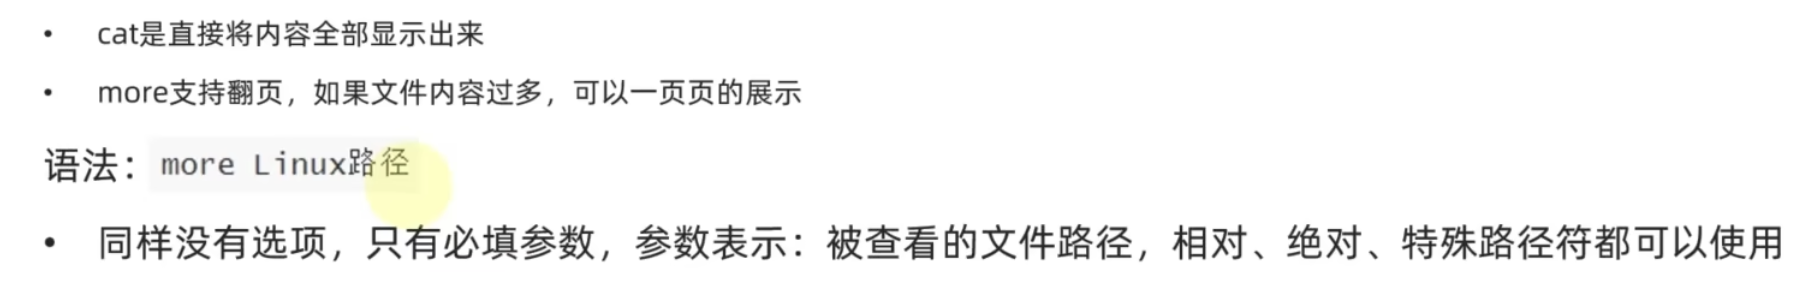 • cat是直接将内容全部显示出来
• more支持翻页，如果文件内容过多，可以一页页的展示
语法：more Linux路径
• 同样没有选项，只有必填参数，参数表示：被查看的文件路径，相对、绝对、特殊路径符都可以使用